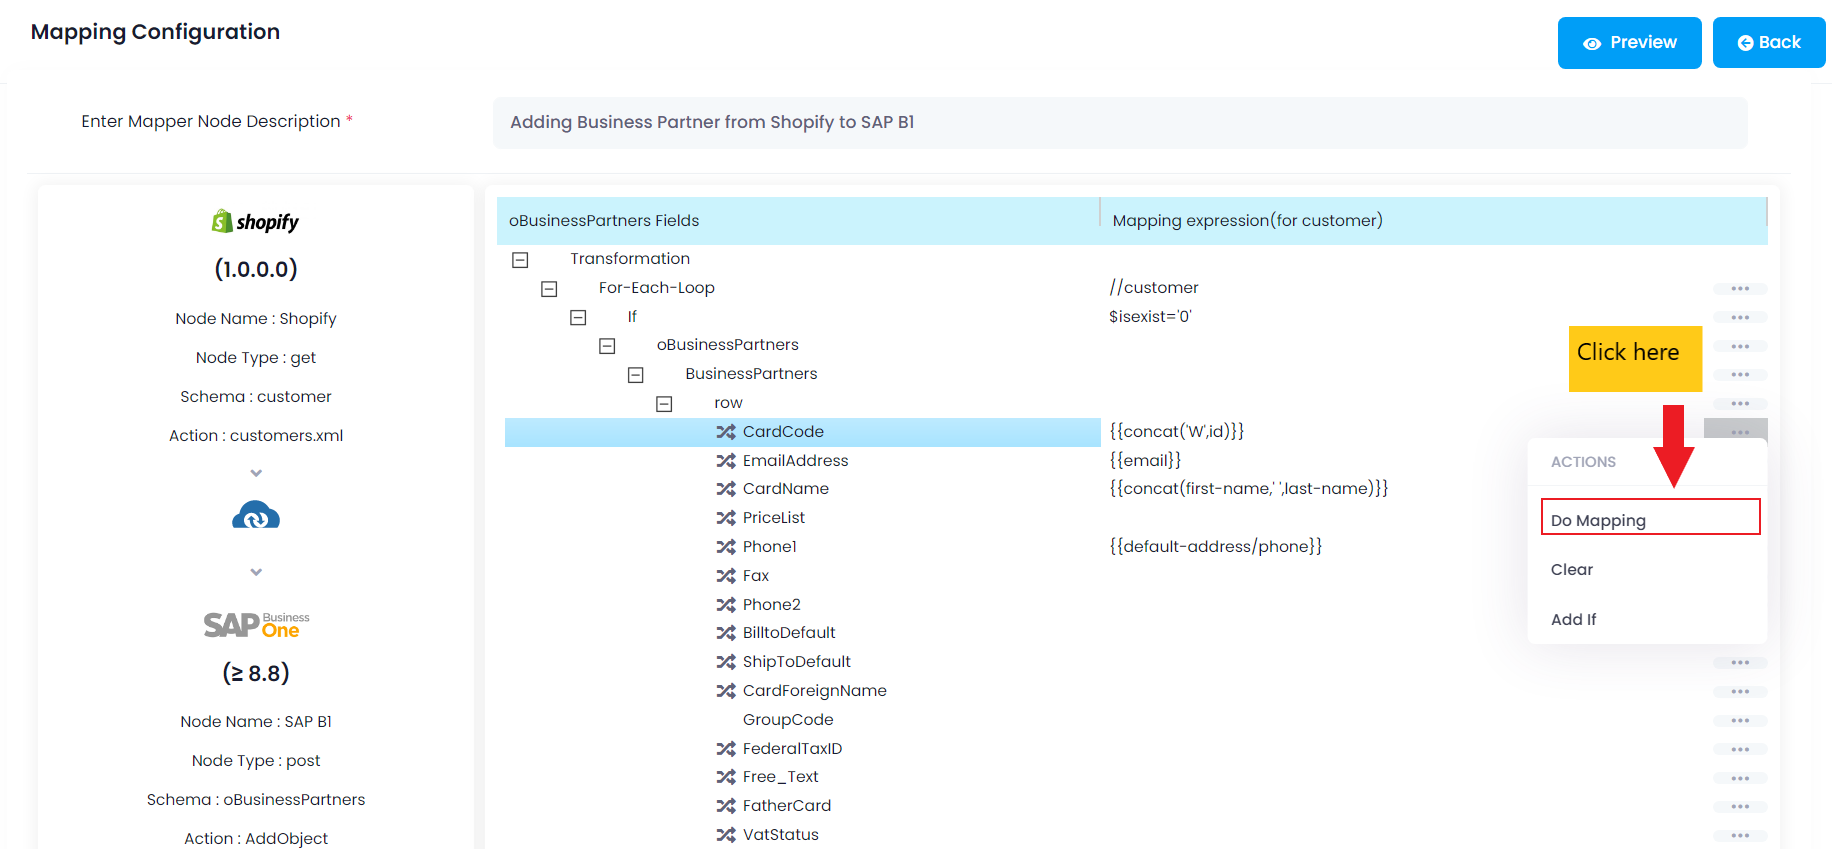 Mapping Configuration
Preview
Back
Enter Mapper Node Description *
Adding Business Partner from Shopify to SAP B1
shopify
(1.0.0.0)
Node Name : Shopify
Node Type : get
Schema : customer
Action : customers.xml
SAP Business One
(≥ 8.8)
Node Name : SAP B1
Node Type : post
Schema : oBusinessPartners
Action : AddObject
oBusinessPartners Fields Mapping expression(for customer)
Transformation
For-Each-Loop //customer
If $isexist='0'
oBusinessPartners
BusinessPartners
row
CardCode {{concat('W',id)}}
EmailAddress {{email}}
CardName {{concat(first-name,' ',last-name)}}
PriceList
Phone1 {{default-address/phone}}
Fax
Phone2
BilltoDefault
ShipToDefault
CardForeignName
GroupCode
FederalTaxID
Free_Text
FatherCard
VatStatus
Click here
ACTIONS
Do Mapping
Clear
Add If